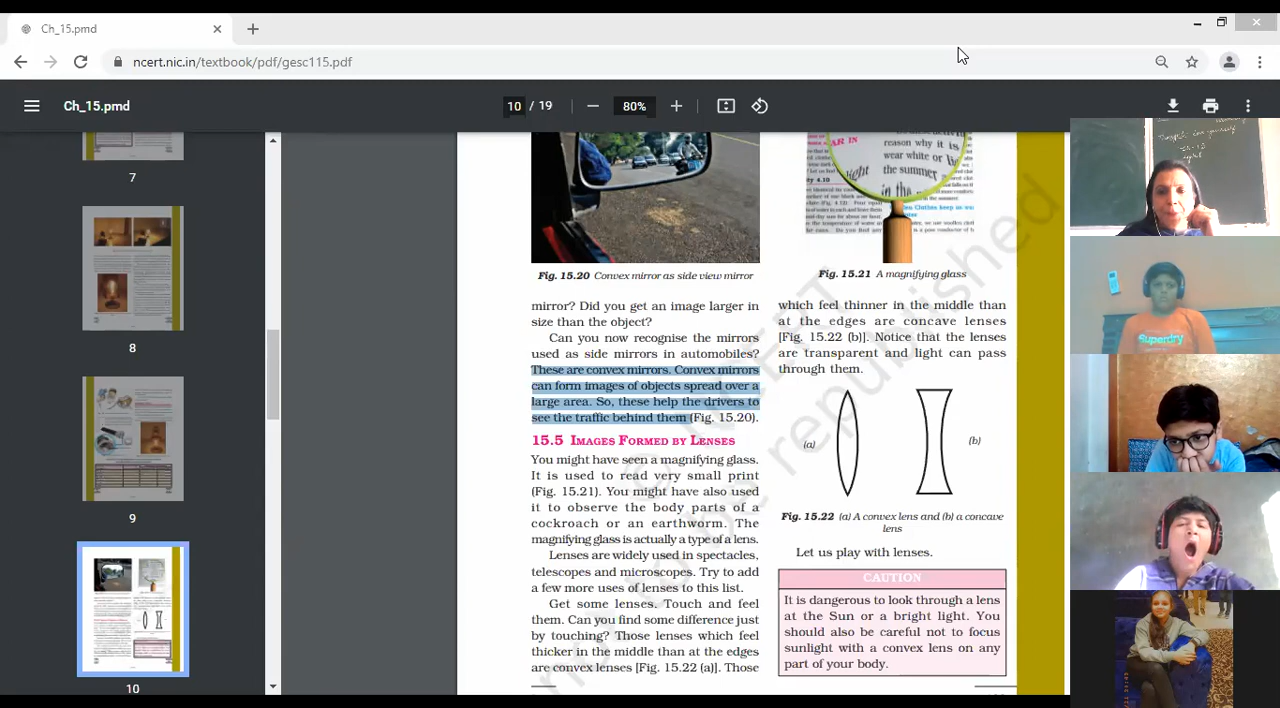 Ch_15.pmd
ncert.nic.in/textbook/pdf/gesc115.pdf
Ch_15.pmd
10 / 19
80%
7
8
9
10
Fig. 15.20 Convex mirror as side view mirror
mirror? Did you get an image larger in
size than the object?
Can you now recognise the mirrors
used as side mirrors in automobiles?
These are convex mirrors. Convex mirrors
can form images of objects spread over a
large area. So, these help the drivers to
see the traffic behind them (Fig. 15.20).
15.5 IMAGES FORMED BY LENSES
You might have seen a magnifying glass.
It is used to read very small print
(Fig. 15.21). You might have also used
it to observe the body parts of a
cockroach or an earthworm. The
magnifying glass is actually a type of a lens.
Lenses are widely used in spectacles,
telescopes and microscopes. Try to add
a few more uses of lenses to this list.
Get some lenses. Touch and feel
them. Can you find some difference just
by touching? Those lenses which feel
thicker in the middle than at the edges
are convex lenses [Fig. 15.22 (a)]. Those
reason why it is
wear white or
the summer
light
in the
Fig. 15.21 A magnifying glass
which feel thinner in the middle than
at the edges are concave lenses
[Fig. 15.22 (b)]. Notice that the lenses
are transparent and light can pass
through them.
(a)
(b)
Fig. 15.22 (a) A convex lens and (b) a concave
lens
Let us play with lenses.
CAUTION
It is dangerous to look through a lens
at the Sun or a bright light. You
should also be careful not to focus
sunlight with a convex lens on any
part of your body.
republished
Superdry